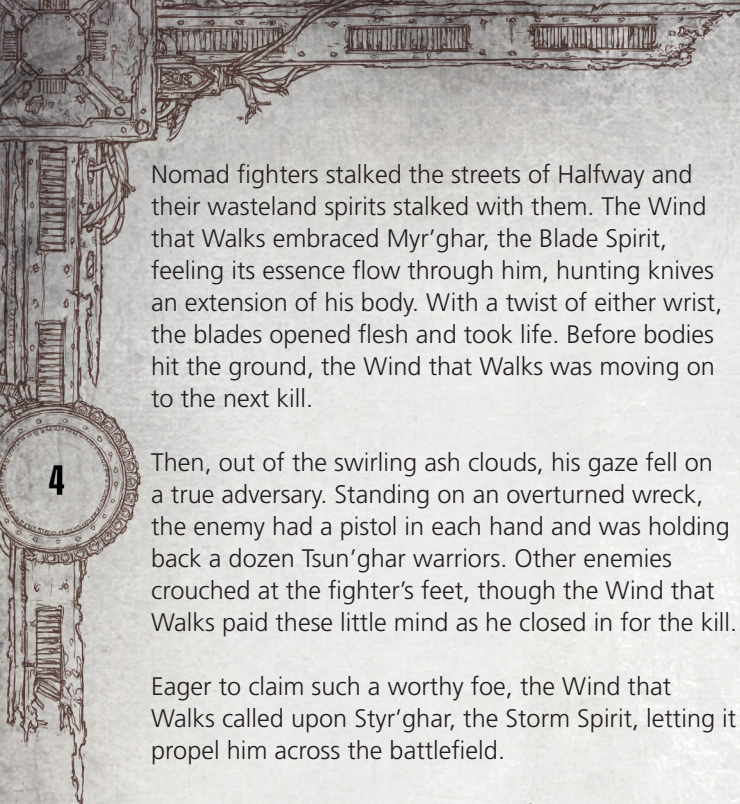 Nomad fighters stalked the streets of Halfway and
their wasteland spirits stalked with them. The Wind
that Walks embraced Myr’ghar, the Blade Spirit,
feeling its essence flow through him, hunting knives
an extension of his body. With a twist of either wrist,
the blades opened flesh and took life. Before bodies
hit the ground, the Wind that Walks was moving on
to the next kill.
4
Then, out of the swirling ash clouds, his gaze fell on
a true adversary. Standing on an overturned wreck,
the enemy had a pistol in each hand and was holding
back a dozen Tsun’ghar warriors. Other enemies
crouched at the fighter’s feet, though the Wind that
Walks paid these little mind as he closed in for the kill.
Eager to claim such a worthy foe, the Wind that
Walks called upon Styr’ghar, the Storm Spirit, letting it
propel him across the battlefield.